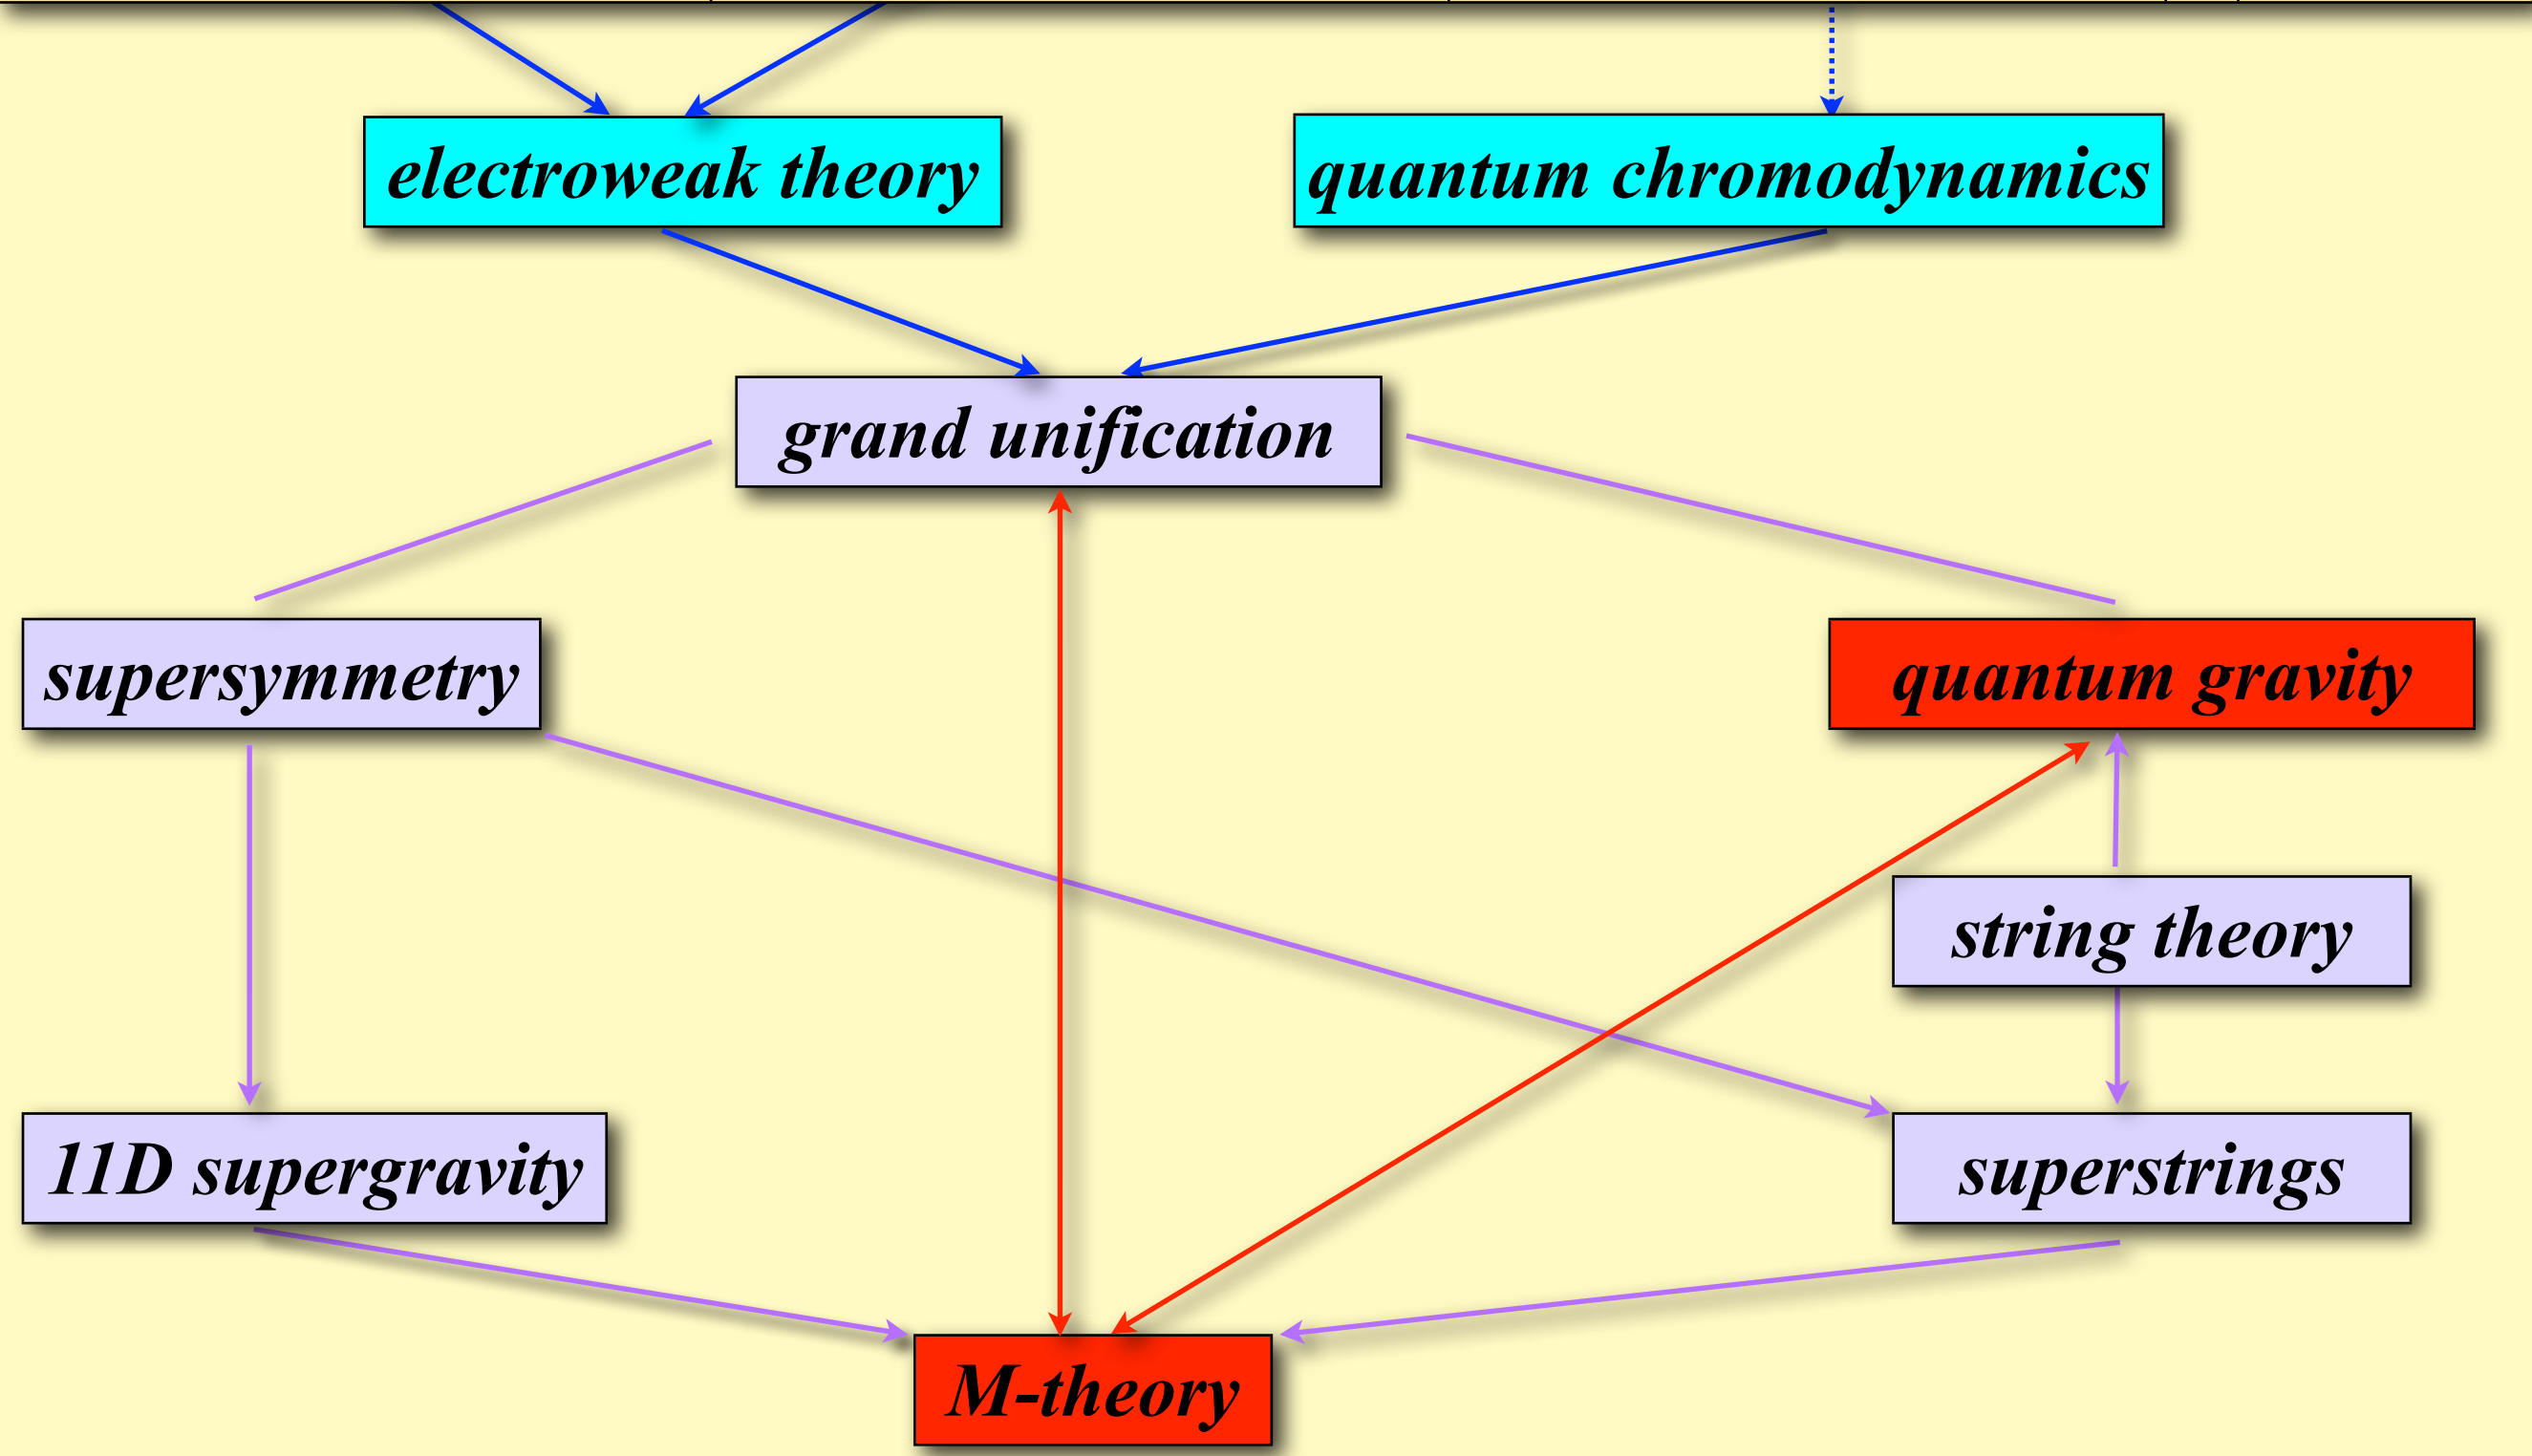 electroweak theory
quantum chromodynamics
grand unification
supersymmetry
quantum gravity
string theory
11D supergravity
superstrings
M-theory